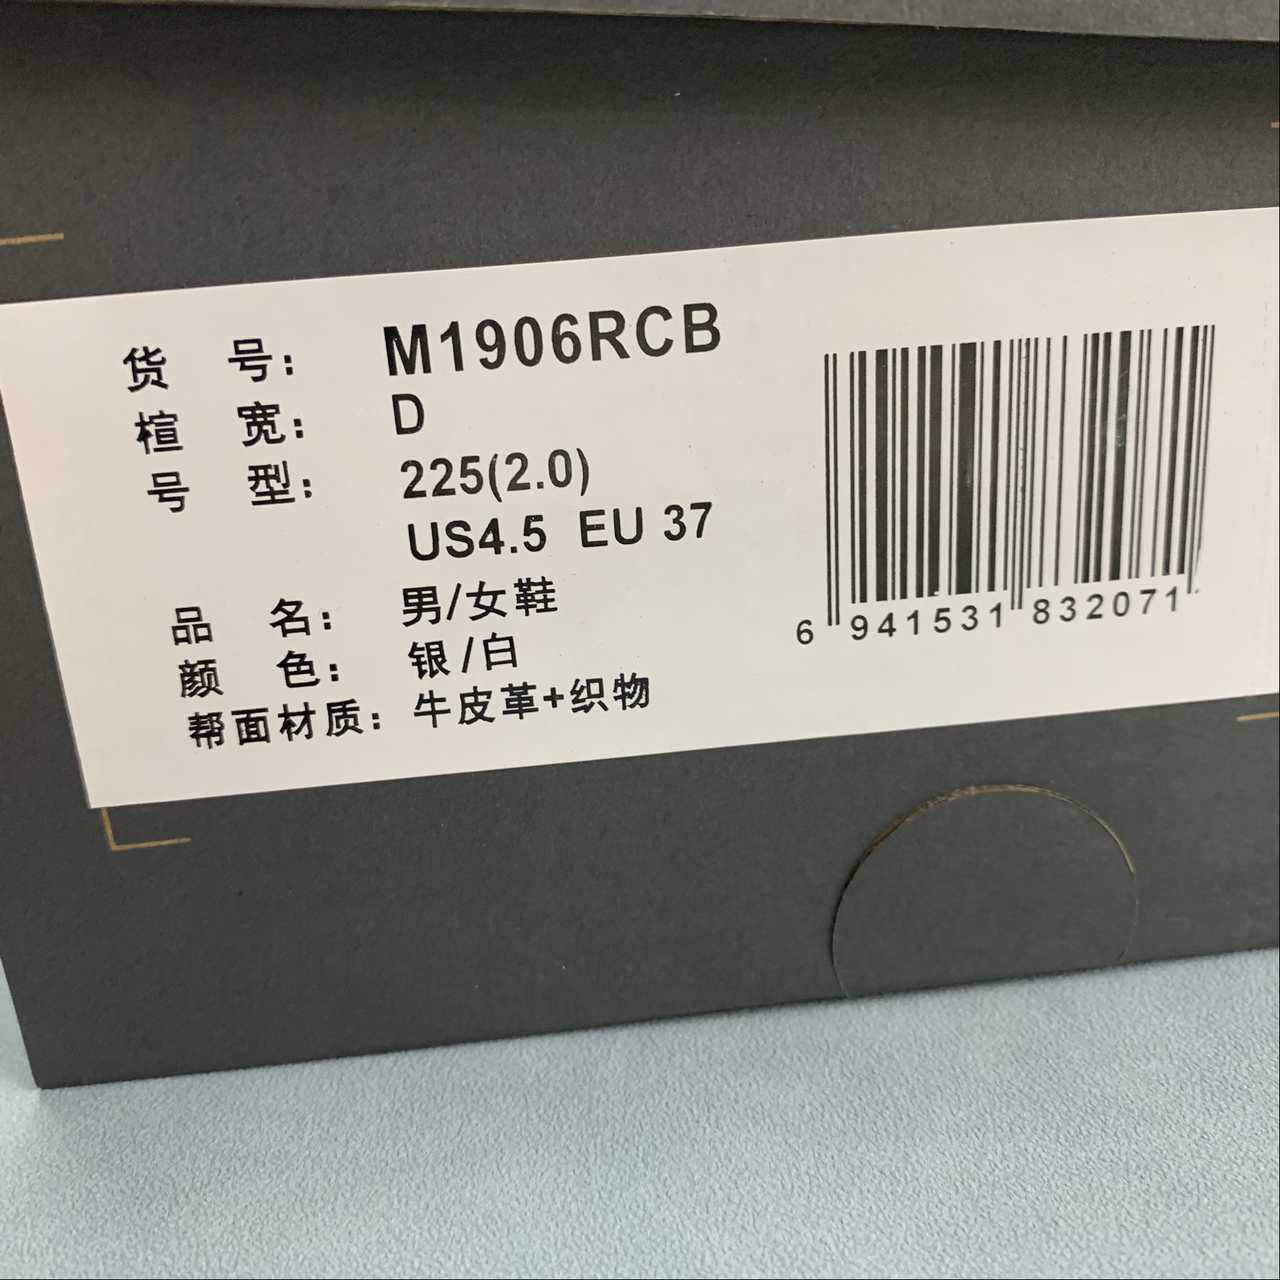 货 号： M1906RCB
楦 宽： D
号 型： 225(2.0)
US4.5 EU 37
品 名： 男/女鞋
颜 色： 银/白
帮面材质： 牛皮革+织物
6 941531 832071